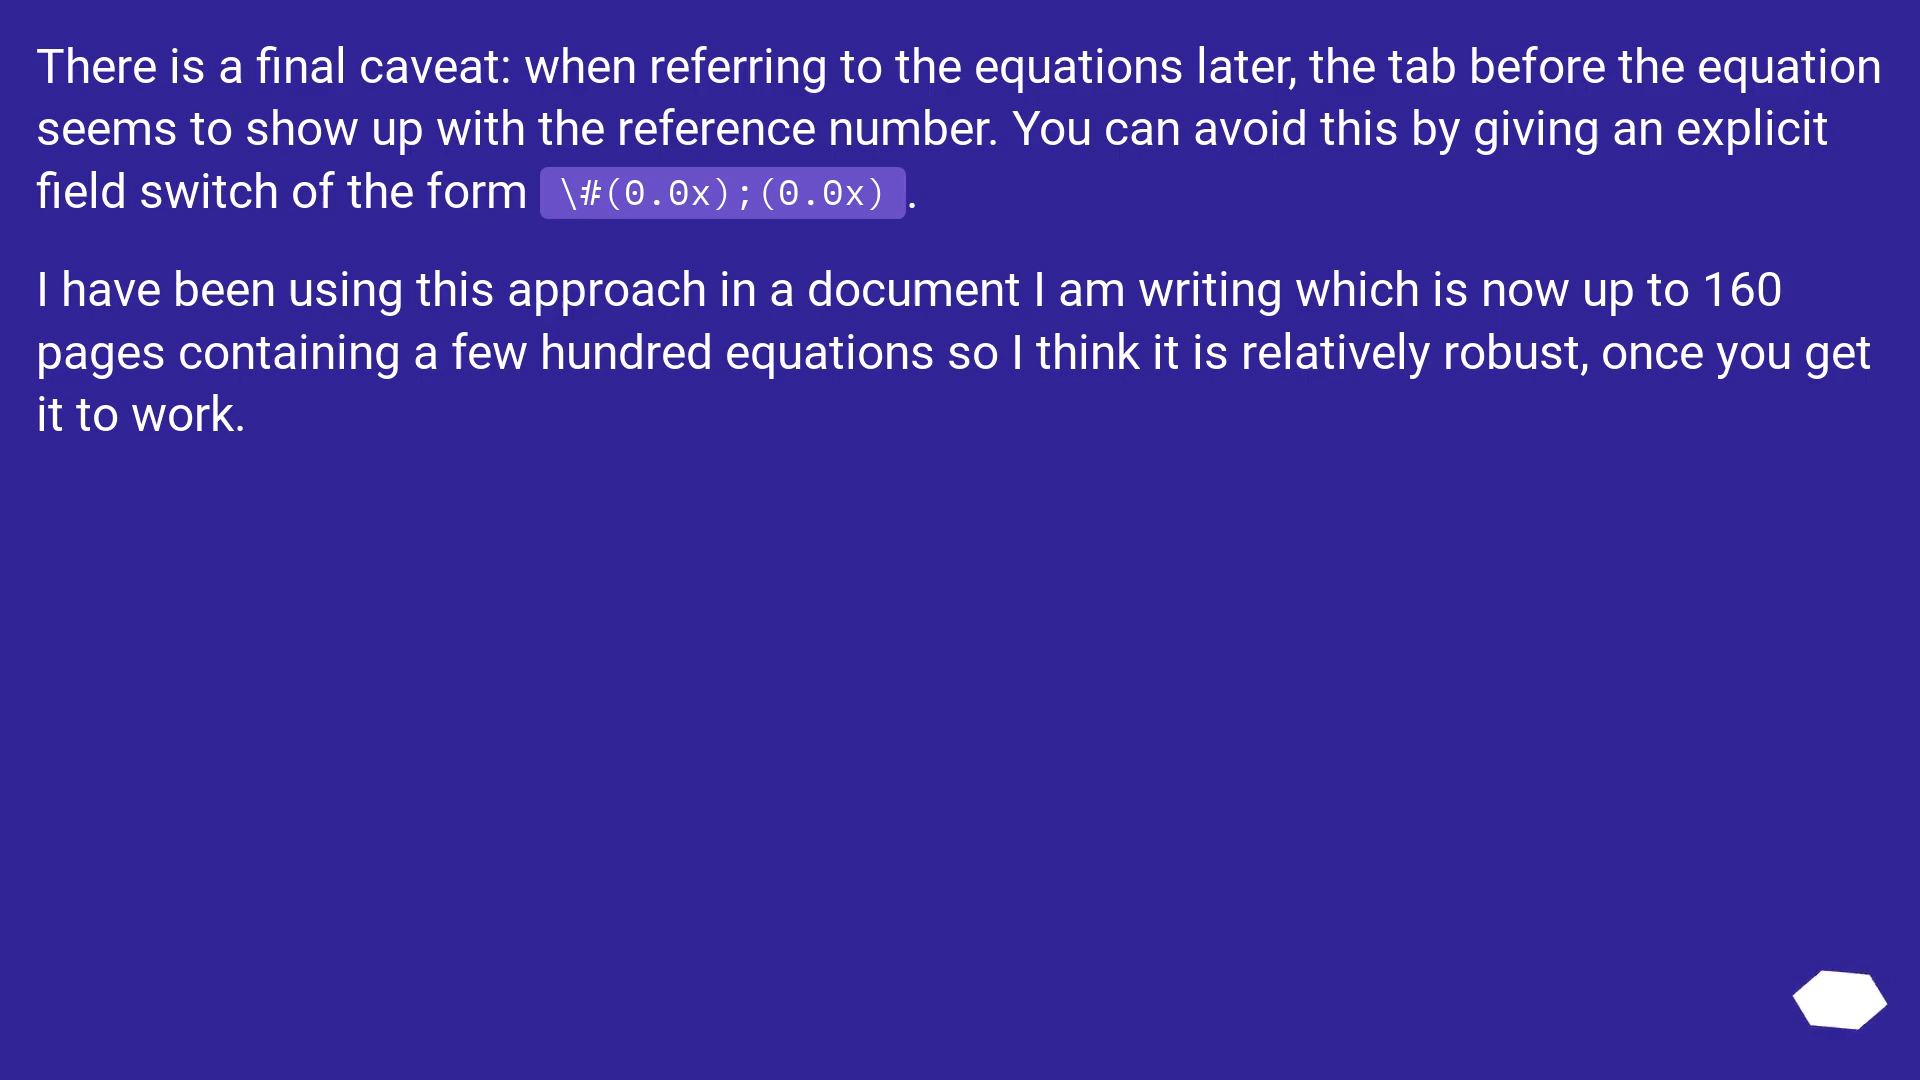 There is a final caveat: when referring to the equations later, the tab before the equation
seems to show up with the reference number. You can avoid this by giving an explicit
field switch of the form \#(0.0x);(0.0x) .
I have been using this approach in a document I am writing which is now up to 160
pages containing a few hundred equations so I think it is relatively robust, once you get
it to work.